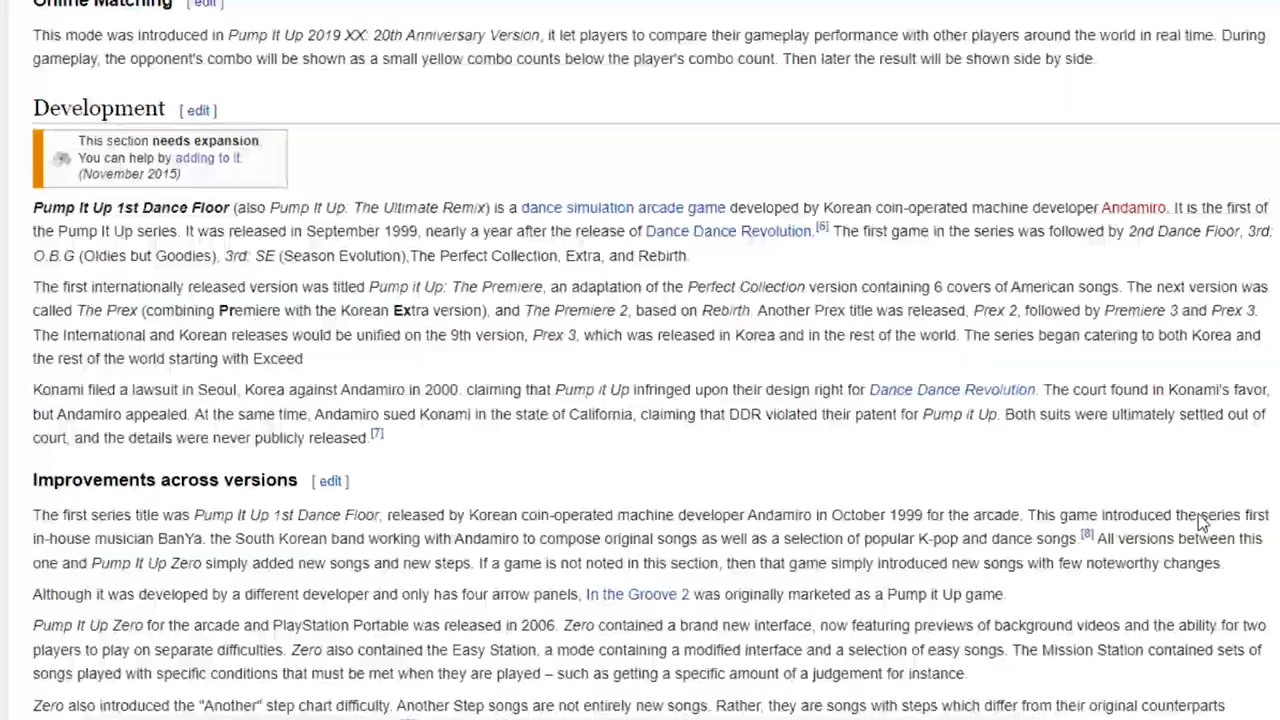 Online Matching [ edit ]
This mode was introduced in Pump It Up 2019 XX: 20th Anniversary Version, it let players to compare their gameplay performance with other players around the world in real time. During
gameplay, the opponent's combo will be shown as a small yellow combo counts below the player's combo count. Then later the result will be shown side by side.
Development [ edit ]
This section needs expansion.
You can help by adding to it.
(November 2015)
Pump It Up 1st Dance Floor (also Pump It Up: The Ultimate Remix) is a dance simulation arcade game developed by Korean coin-operated machine developer Andamiro. It is the first of
the Pump It Up series. It was released in September 1999, nearly a year after the release of Dance Dance Revolution.[6] The first game in the series was followed by 2nd Dance Floor, 3rd:
O.B.G (Oldies but Goodies), 3rd: SE (Season Evolution),The Perfect Collection, Extra, and Rebirth.
The first internationally released version was titled Pump it Up: The Premiere, an adaptation of the Perfect Collection version containing 6 covers of American songs. The next version was
called The Prex (combining Premiere with the Korean Extra version), and The Premiere 2, based on Rebirth. Another Prex title was released, Prex 2, followed by Premiere 3 and Prex 3.
The International and Korean releases would be unified on the 9th version, Prex 3, which was released in Korea and in the rest of the world. The series began catering to both Korea and
the rest of the world starting with Exceed
Konami filed a lawsuit in Seoul, Korea against Andamiro in 2000, claiming that Pump it Up infringed upon their design right for Dance Dance Revolution. The court found in Konami's favor,
but Andamiro appealed. At the same time, Andamiro sued Konami in the state of California, claiming that DDR violated their patent for Pump it Up. Both suits were ultimately settled out of
court, and the details were never publicly released.[7]
Improvements across versions [ edit ]
The first series title was Pump It Up 1st Dance Floor, released by Korean coin-operated machine developer Andamiro in October 1999 for the arcade. This game introduced the series first
in-house musician BanYa, the South Korean band working with Andamiro to compose original songs as well as a selection of popular K-pop and dance songs.[8] All versions between this
one and Pump It Up Zero simply added new songs and new steps. If a game is not noted in this section, then that game simply introduced new songs with few noteworthy changes.
Although it was developed by a different developer and only has four arrow panels, In the Groove 2 was originally marketed as a Pump it Up game.
Pump It Up Zero for the arcade and PlayStation Portable was released in 2006. Zero contained a brand new interface, now featuring previews of background videos and the ability for two
players to play on separate difficulties. Zero also contained the Easy Station, a mode containing a modified interface and a selection of easy songs. The Mission Station contained sets of
songs played with specific conditions that must be met when they are played – such as getting a specific amount of a judgement for instance.
Zero also introduced the "Another" step chart difficulty. Another Step songs are not entirely new songs. Rather, they are songs with steps which differ from their original counterparts